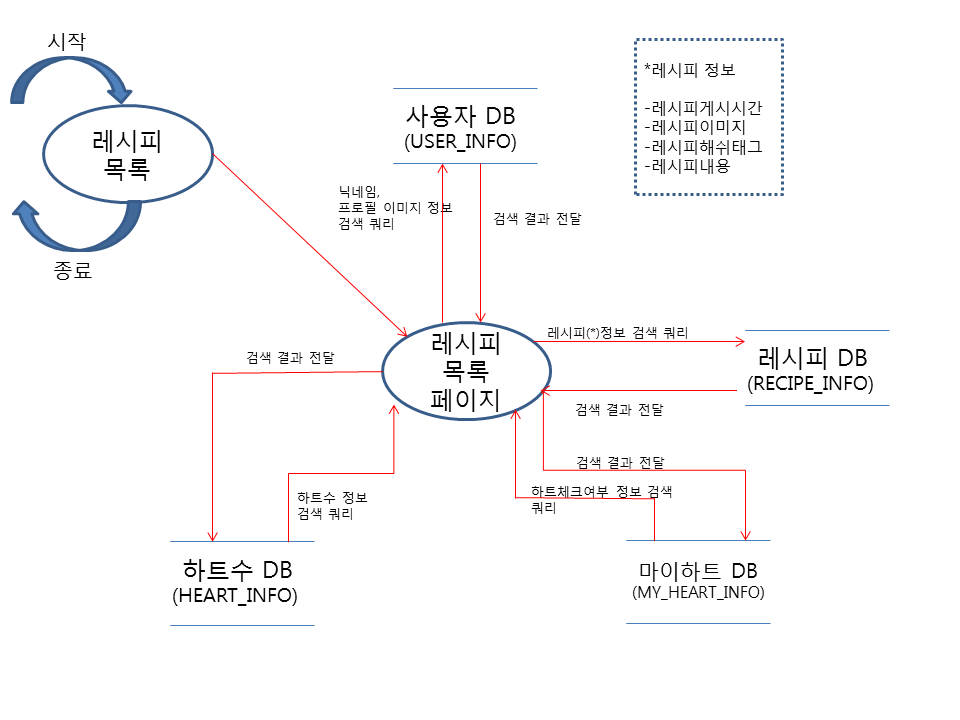 시작
레시피
목록
종료
사용자 DB
(USER_INFO)
*레시피 정보
-레시피게시시간
-레시피이미지
-레시피해쉬태그
-레시피내용
닉네임,
프로필 이미지 정보
검색 쿼리
검색 결과 전달
레시피
목록
페이지
레시피(*)정보 검색 쿼리
레시피 DB
(RECIPE_INFO)
검색 결과 전달
검색 결과 전달
검색 결과 전달
하트체크여부 정보 검색
쿼리
하트수 정보
검색 쿼리
하트수 DB
(HEART_INFO)
마이하트 DB
(MY_HEART_INFO)